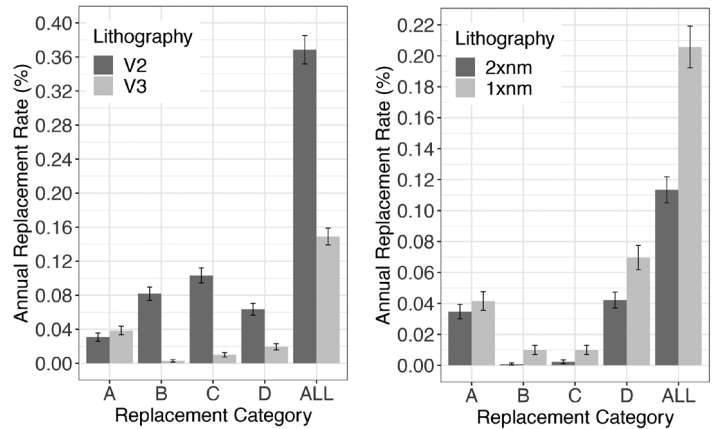 Annual Replacement Rate (%)
0.40
0.36
0.32
0.28
0.24
0.20
0.16
0.12
0.08
0.04
0.00
Lithography
V2
V3
A B C D ALL
Replacement Category
Annual Replacement Rate (%)
0.22
0.20
0.18
0.16
0.14
0.12
0.10
0.08
0.06
0.04
0.02
0.00
Lithography
2xnm
1xnm
A B C D ALL
Replacement Category